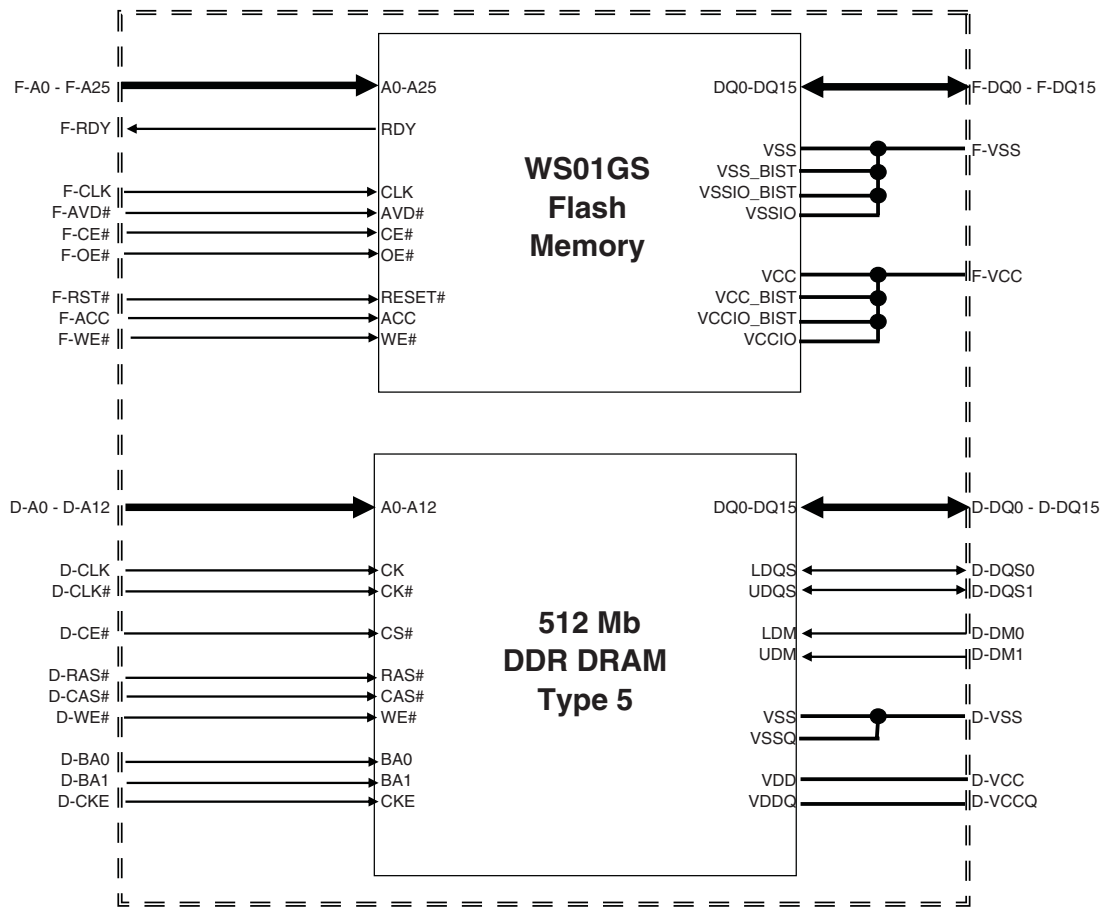 F-A0 - F-A25
A0-A25
DQ0-DQ15
F-DQ0 - F-DQ15
F-RDY
RDY
VSS
F-VSS
VSS_BIST
VSSIO_BIST
VSSIO
WS01GS
Flash
Memory
F-CLK
CLK
F-AVD#
AVD#
F-CE#
CE#
F-OE#
OE#
VCC
F-VCC
VCC_BIST
VCCIO_BIST
VCCIO
F-RST#
RESET#
F-ACC
ACC
F-WE#
WE#
D-A0 - D-A12
A0-A12
DQ0-DQ15
D-DQ0 - D-DQ15
D-CLK
CK
D-CLK#
CK#
LDQS
D-DQS0
UDQS
D-DQS1
D-CE#
CS#
512 Mb
DDR DRAM
Type 5
LDM
D-DM0
UDM
D-DM1
D-RAS#
RAS#
D-CAS#
CAS#
D-WE#
WE#
VSS
D-VSS
VSSQ
D-BA0
BA0
D-BA1
BA1
D-CKE
CKE
VDD
D-VCC
VDDQ
D-VCCQ